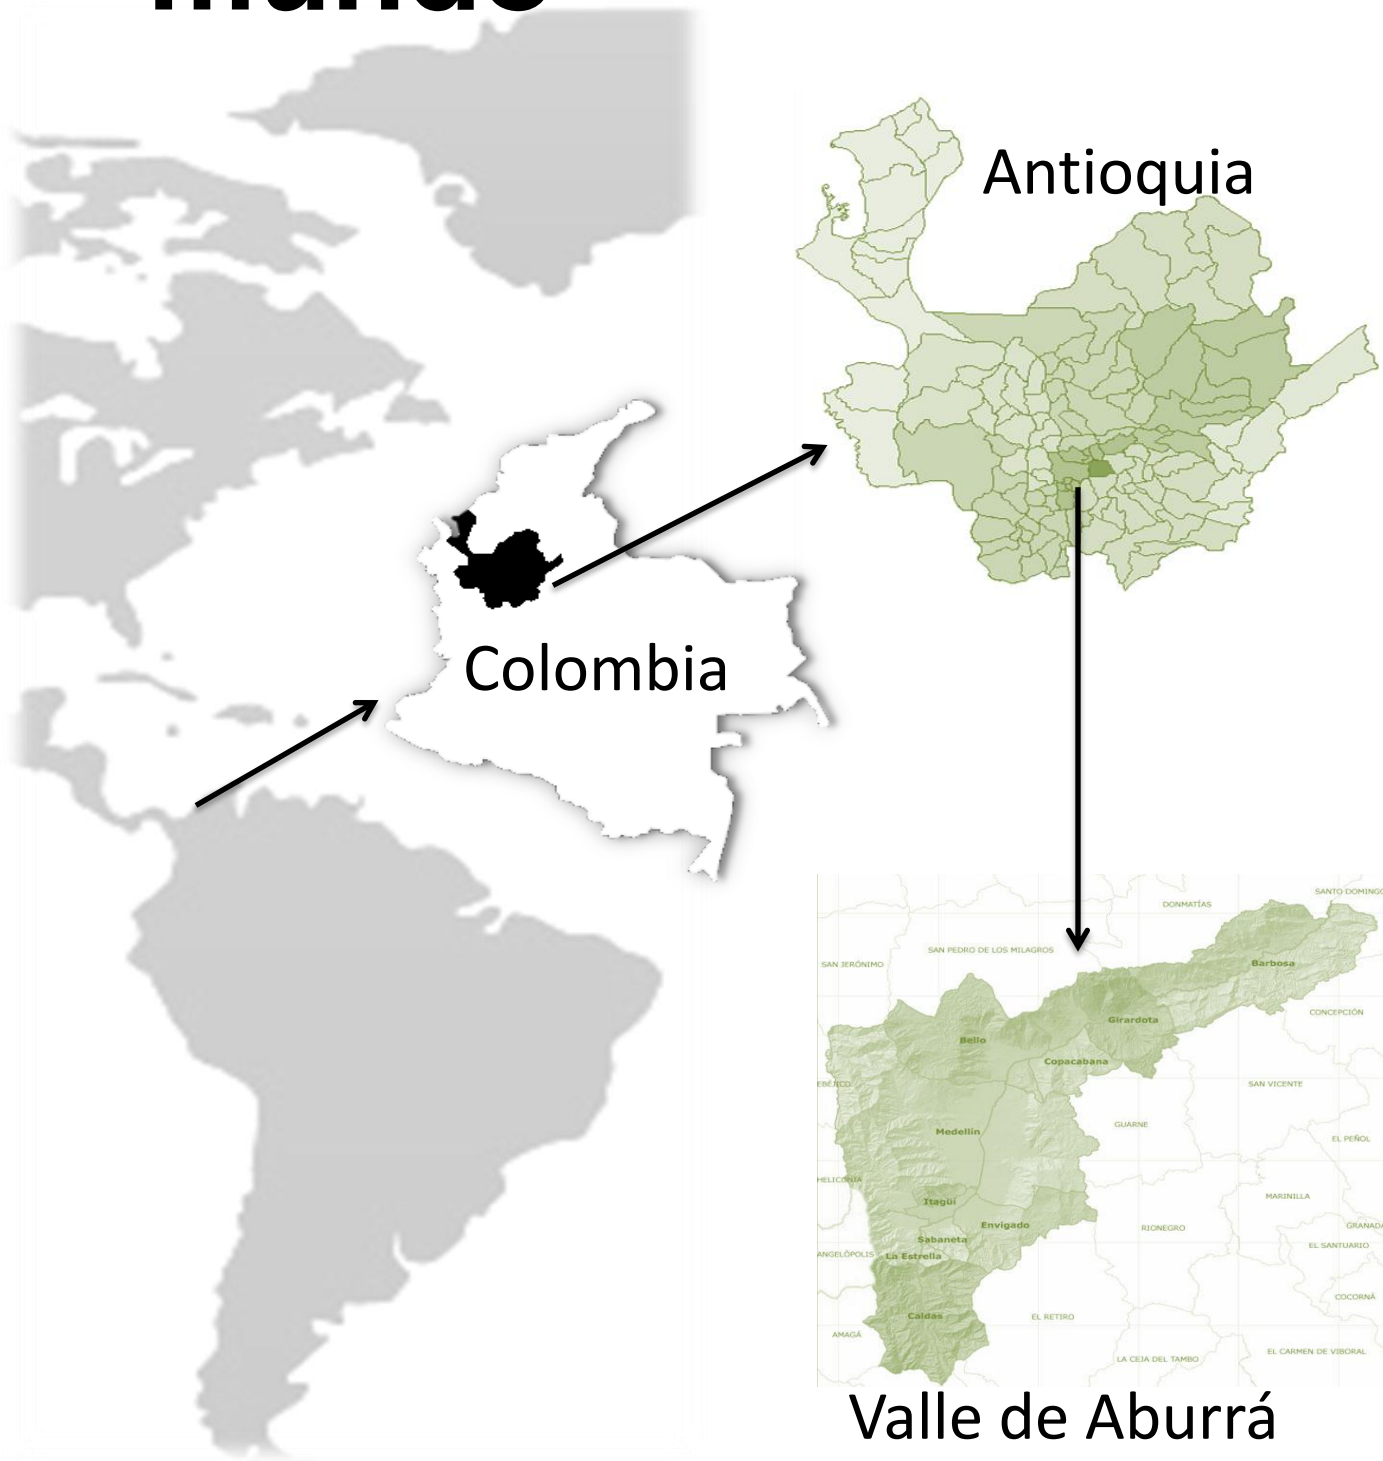 mundo
Antioquia
Colombia
SANTO DOMINGO
DONMATÍAS
SAN PEDRO DE LOS MILAGROS
SAN JERÓNIMO
Barbosa
CONCEPCIÓN
Girardota
Bello
Copacabana
EBÉJICO
SAN VICENTE
GUARNE
Medellín
EL PEÑOL
HELICONIA
MARINILLA
Itagüí
Envigado
RIONEGRO
GRANADA
Sabaneta
EL SANTUARIO
ANGELÓPOLIS
La Estrella
COCORNÁ
Caldas
EL RETIRO
AMAGÁ
EL CARMEN DE VIBORAL
LA CEJA DEL TAMBO
Valle de Aburrá